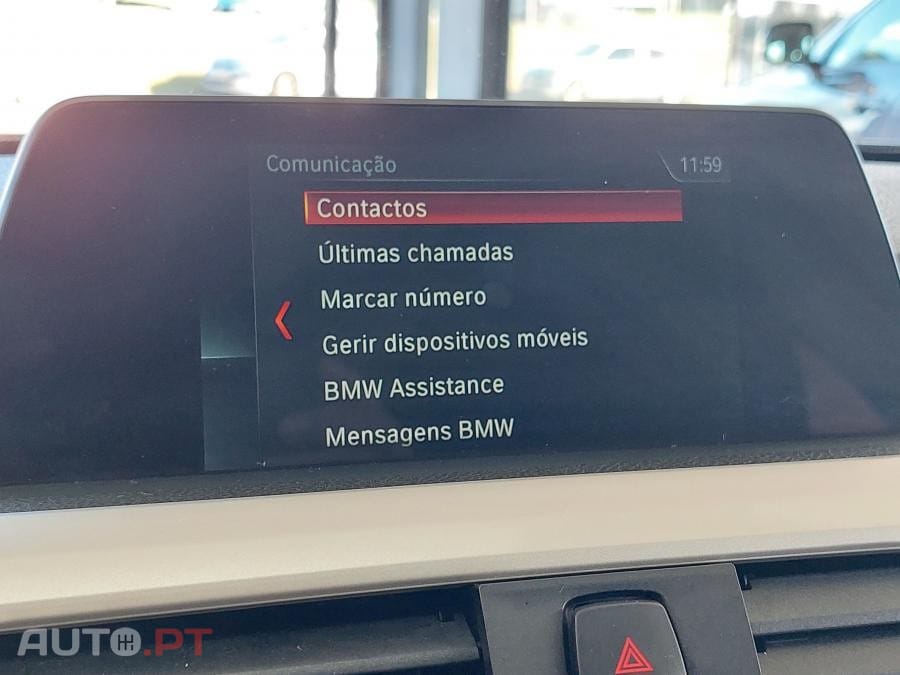 Comunicação
11:59
Contactos
Últimas chamadas
Marcar número
Gerir dispositivos móveis
BMW Assistance
Mensagens BMW
AUTO.PT